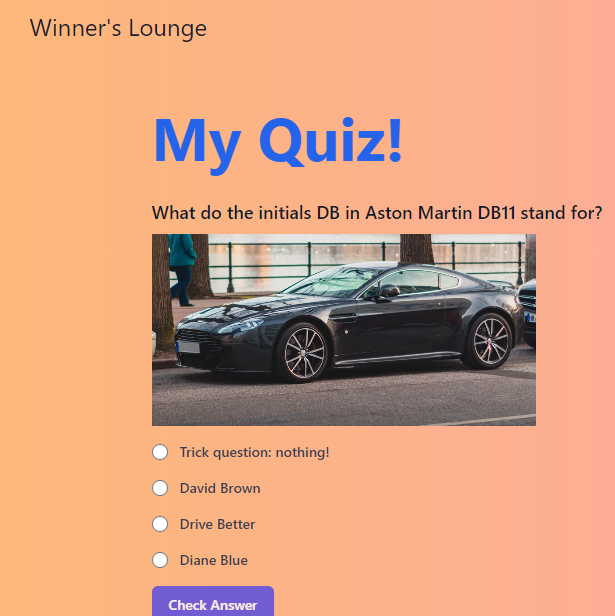 Winner's Lounge
My Quiz!
What do the initials DB in Aston Martin DB11 stand for?
Trick question: nothing!
David Brown
Drive Better
Diane Blue
Check Answer